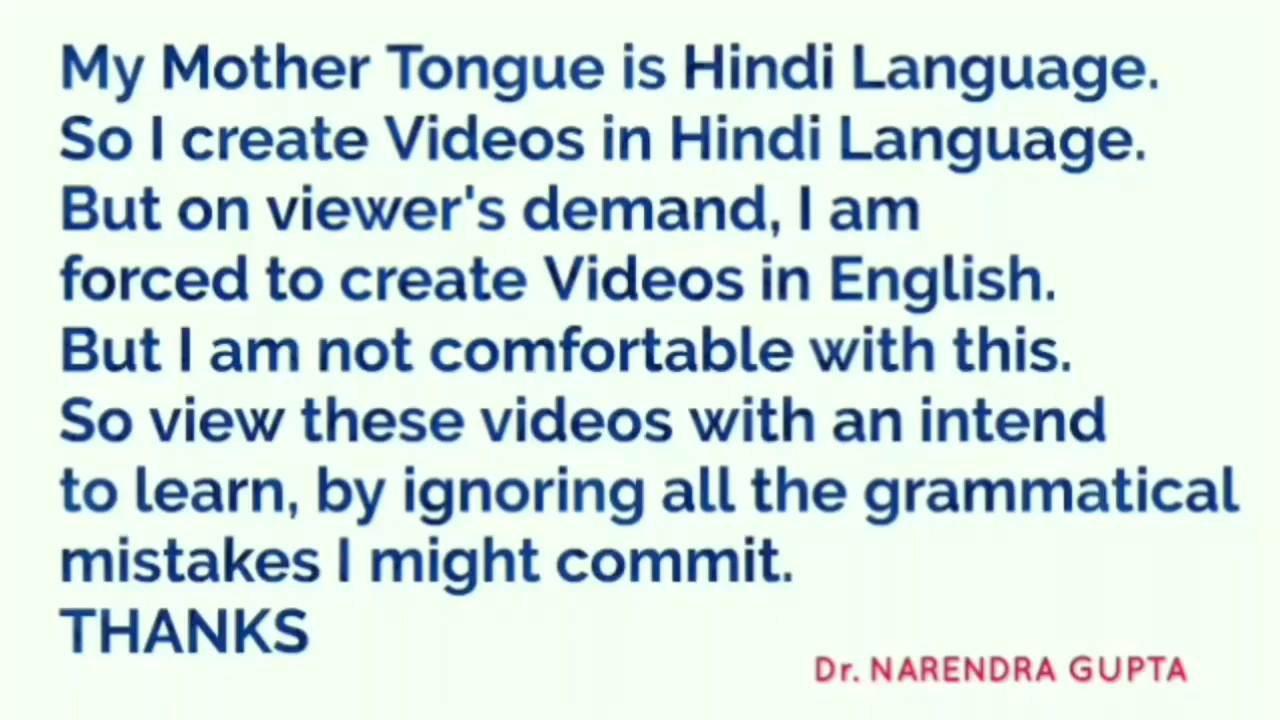 My Mother Tongue is Hindi Language.
So I create Videos in Hindi Language.
But on viewer's demand, I am
forced to create Videos in English.
But I am not comfortable with this.
So view these videos with an intend
to learn, by ignoring all the grammatical
mistakes I might commit.
THANKS
Dr. NARENDRA GUPTA